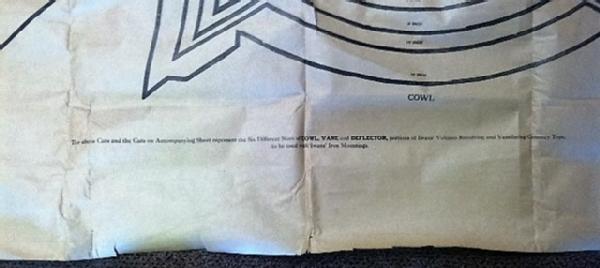 COWL
The above Cuts and the Cuts on Accompanying Sheet represent the Six Different Sizes of COWL, VANE and DEFLECTOR, portions of Evans' Revolving and Ventilating Chimney Tops,
to be used with Evans' Iron Mountings.